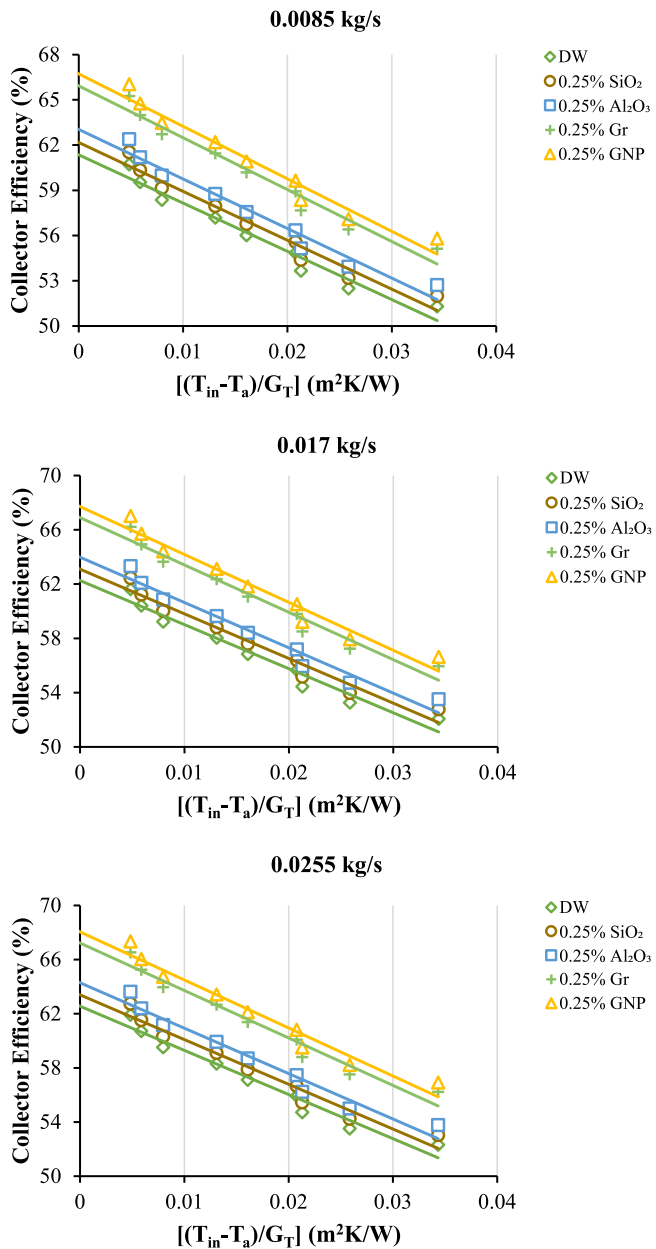 0.0085 kg/s
Collector Efficiency (%)
68
65
62
59
56
53
50
0
0.01
0.02
0.03
0.04
[(Tin-Ta)/GT] (m²K/W)
DW
0.25% SiO₂
0.25% Al₂O₃
0.25% Gr
0.25% GNP
0.017 kg/s
Collector Efficiency (%)
70
66
62
58
54
50
0
0.01
0.02
0.03
0.04
[(Tin-Ta)/GT] (m²K/W)
DW
0.25% SiO₂
0.25% Al₂O₃
0.25% Gr
0.25% GNP
0.0255 kg/s
Collector Efficiency (%)
70
66
62
58
54
50
0
0.01
0.02
0.03
0.04
[(Tin-Ta)/GT] (m²K/W)
DW
0.25% SiO₂
0.25% Al₂O₃
0.25% Gr
0.25% GNP